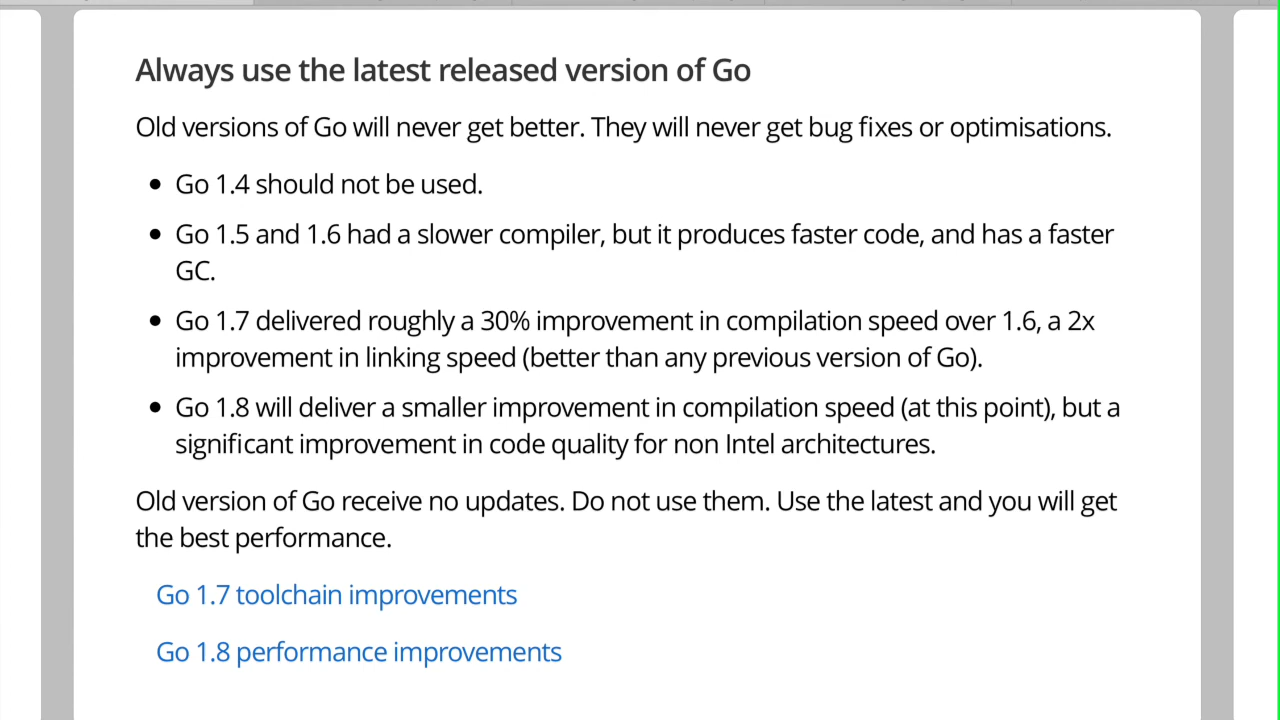 Always use the latest released version of Go
Old versions of Go will never get better. They will never get bug fixes or optimisations.
• Go 1.4 should not be used.
• Go 1.5 and 1.6 had a slower compiler, but it produces faster code, and has a faster
GC.
• Go 1.7 delivered roughly a 30% improvement in compilation speed over 1.6, a 2x
improvement in linking speed (better than any previous version of Go).
• Go 1.8 will deliver a smaller improvement in compilation speed (at this point), but a
significant improvement in code quality for non Intel architectures.
Old version of Go receive no updates. Do not use them. Use the latest and you will get
the best performance.
Go 1.7 toolchain improvements
Go 1.8 performance improvements